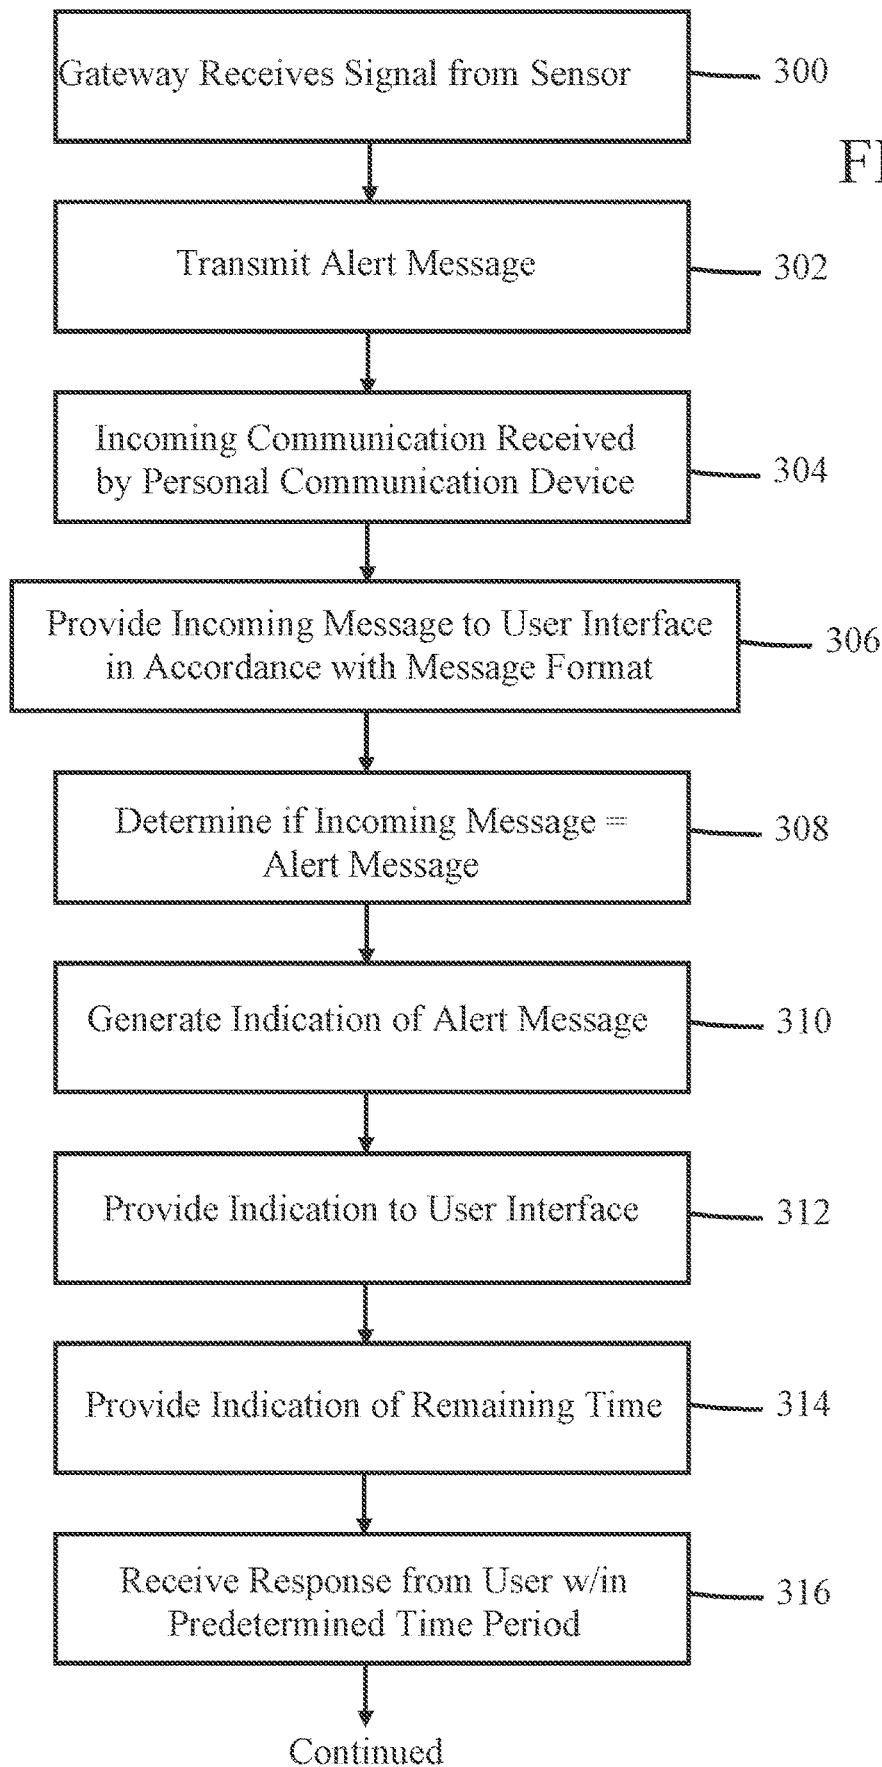 Gateway Receives Signal from Sensor
300
Transmit Alert Message
302
Incoming Communication Received
by Personal Communication Device
304
Provide Incoming Message to User Interface
in Accordance with Message Format
306
Determine if Incoming Message =
Alert Message
308
Generate Indication of Alert Message
310
Provide Indication to User Interface
312
Provide Indication of Remaining Time
314
Receive Response from User w/in
Predetermined Time Period
316
Continued